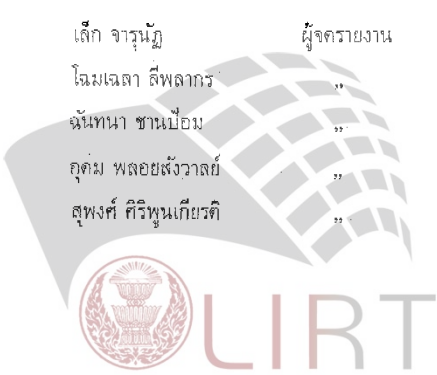 เล็ก จารุนัฏ ผู้จดรายงาน
โฉมเฉลา ลีพลากร ,,
ฉันทนา ชานป้อม ,,
อุดม พลอยสังวาลย์ ,,
สุพงศ์ ศิริพูนเกียรติ ,,
LIRT